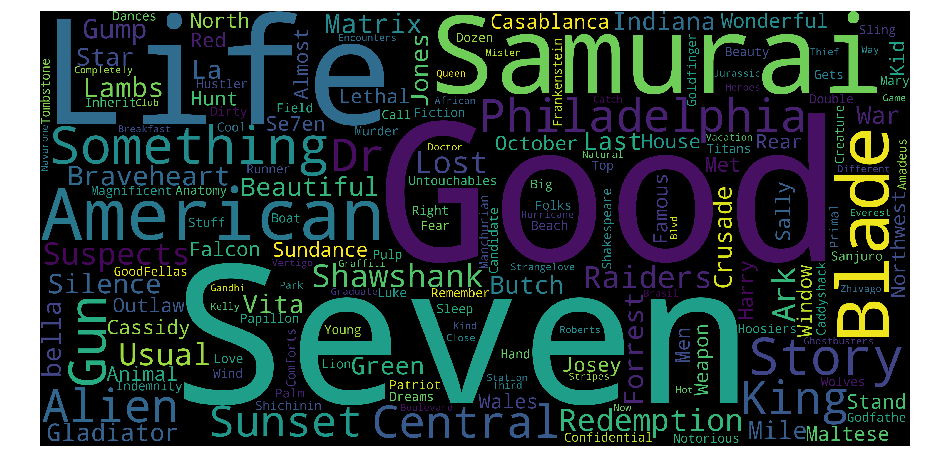 Life
Samurai
Good
Seven
American
Something
Philadelphia
Blade
Dances
Gump
North
Star
Red
Completely
La
Hustler
Lambs
Inherit
Club
Hunt
Dirty
Tombstone
Almost
Matrix
Encounters
Lethal
Jones
Dozen
Mister
Queen
African
Call
Fiction
Casablanca
Frankenstein
Indiana
Wonderful
Goldfinger
Beauty
Thief
Way
Jurassic
Gets
Heroes
Catch
Double
Mary
Kid
Sling
Game
War
Field
Breakfast
Cool
Se7en
Murder
Runner
Dr
Navarone
Braveheart
Beautiful
Magnificent
Anatomy
Lost
Doctor
Untouchables
October
Last
House
Natural
Top
Met
Vacation
Titans
Rear
Creature
Different
Amadeus
Primal
Everest
Big
Folks
Hurricane
Beach
Right
Fear
Manchurian
Candidate
Shakespeare
Famous
Blvd
Crusade
Sally
Northwest
Stuff
Boat
Suspects
Falcon
Sundance
Pulp
Graffiti
Strangelove
Sanjuro
GoodFellas
Vertigo
Silence
Outlaw
Vita
Gandhi
Park
Shawshank
Graduate
Luke
Remember
Butch
Raiders
Harry
Ark
Window
Caddyshack
Zhivago
bella
Gun
Cassidy
Kelly
Papillon
Young
Sleep
Kind
Close
Roberts
Brasil
Hoosiers
Ghostbusters
Usual
Love
Wind
Comforts
Lion
Green
Hand
Josey
Stripes
Forrest
Men
Weapon
Story
Wolves
Animal
Indemnity
Palm
Patriot
Dreams
Station
Third
Hot
Alien
Shichinin
Wales
Now
King
Stand
Godfathe
Gladiator
Sunset
Central
Boulevard
Redemption
Confidential
Notorious
Mile
Maltese